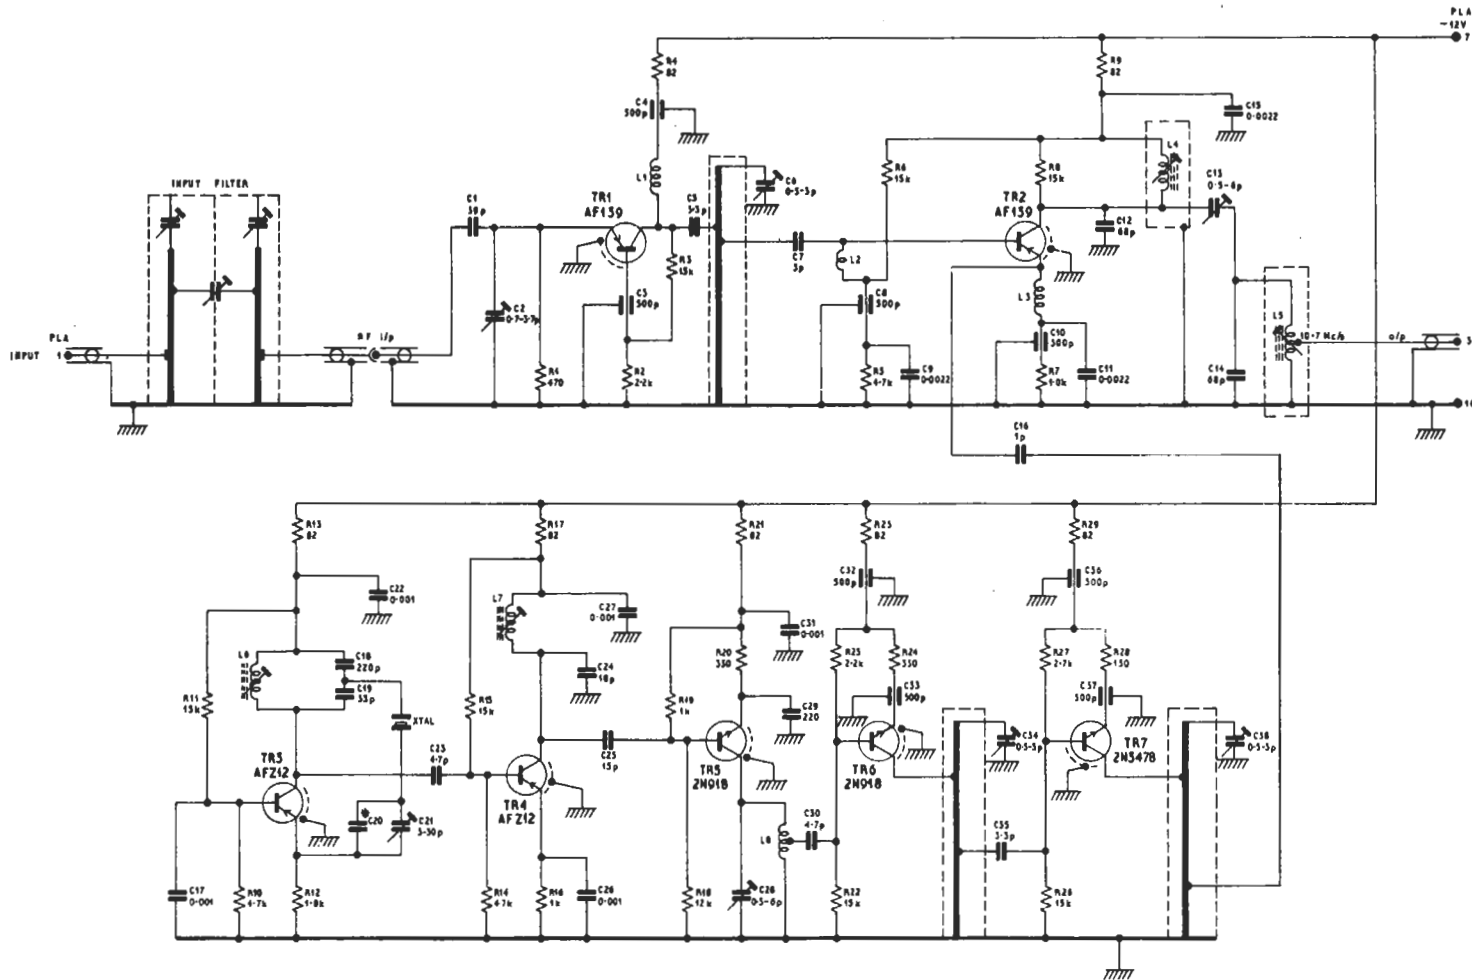 PLA
-12V
7
R4
82
R9
82
C4
500p
C15
0·0022
L4
INPUT FILTER
L1
C6
0·5-3p
R6
15k
R8
15k
C13
0·5-6p
C1
39p
TR1
AF139
C5
3·3p
TR2
AF139
C12
68p
R3
15k
C7
3p
L2
C3
500p
C8
500p
L3
C2
0·7-3·7p
C10
500p
L5
10·7 Mc/s
o/p
3
PLA
INPUT 1
RF i/p
R1
470
R2
2·2k
R5
4·7k
C9
0·0022
R7
1·0k
C11
0·0022
C14
68p
C16
1p
R13
82
R17
82
R21
82
R25
82
R29
82
C22
0·001
C32
500p
C36
500p
L7
C27
0·001
C31
0·001
L6
C18
220p
C19
33p
R20
330
R23
2·2k
R24
330
R27
2·7k
R28
150
C24
18p
R11
15k
R15
15k
R19
1k
C33
500p
C37
500p
XTAL
C29
220
TR3
AFZ12
C23
4·7p
C25
15p
TR5
2N918
TR6
2N918
C34
0·5-3p
TR7
2N3478
C38
0·5-3p
TR4
AFZ12
* C20
C21
3-30p
L8
C30
4·7p
C35
3·3p
C17
0·001
R10
4·7k
R12
1·8k
R14
4·7k
R16
1k
C26
0·001
R18
12k
C28
0·5-6p
R22
15k
R26
15k